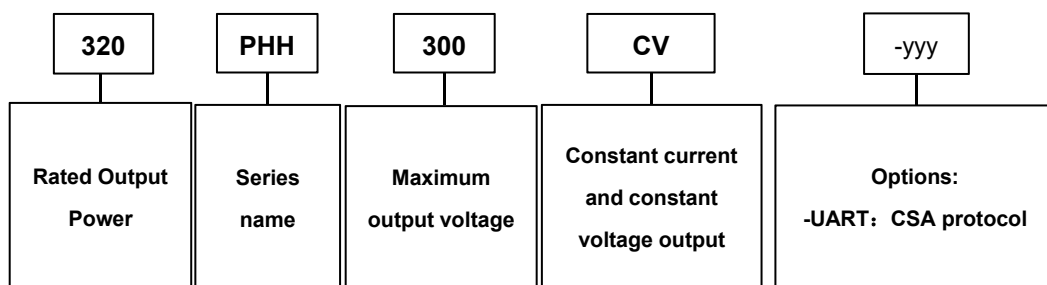 320
PHH
300
CV
-yyy
Rated Output
Power
Series
name
Maximum
output voltage
Constant current
and constant
voltage output
Options:
-UART：CSA protocol